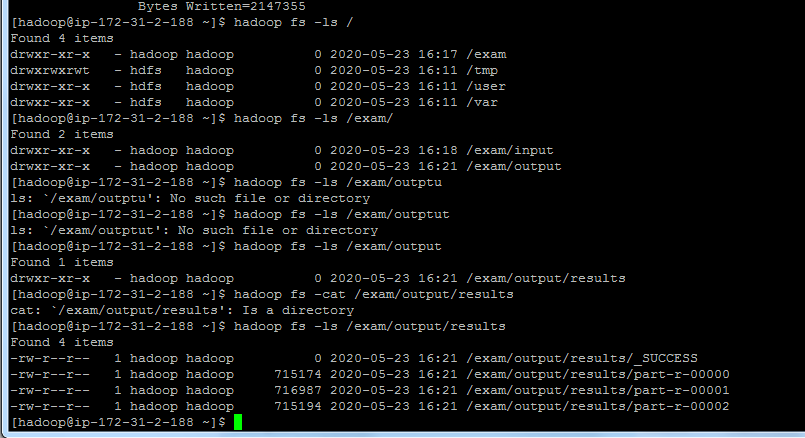 Bytes Written=2147355
[hadoop@ip-172-31-2-188 ~]$ hadoop fs -ls /
Found 4 items
drwxr-xr-x   - hadoop hadoop          0 2020-05-23 16:17 /exam
drwxrwxrwt   - hdfs   hadoop          0 2020-05-23 16:11 /tmp
drwxr-xr-x   - hdfs   hadoop          0 2020-05-23 16:11 /user
drwxr-xr-x   - hdfs   hadoop          0 2020-05-23 16:11 /var
[hadoop@ip-172-31-2-188 ~]$ hadoop fs -ls /exam/
Found 2 items
drwxr-xr-x   - hadoop hadoop          0 2020-05-23 16:18 /exam/input
drwxr-xr-x   - hadoop hadoop          0 2020-05-23 16:21 /exam/output
[hadoop@ip-172-31-2-188 ~]$ hadoop fs -ls /exam/outptu
ls: `/exam/outptu': No such file or directory
[hadoop@ip-172-31-2-188 ~]$ hadoop fs -ls /exam/outptut
ls: `/exam/outptut': No such file or directory
[hadoop@ip-172-31-2-188 ~]$ hadoop fs -ls /exam/output
Found 1 items
drwxr-xr-x   - hadoop hadoop          0 2020-05-23 16:21 /exam/output/results
[hadoop@ip-172-31-2-188 ~]$ hadoop fs -cat /exam/output/results
cat: `/exam/output/results': Is a directory
[hadoop@ip-172-31-2-188 ~]$ hadoop fs -ls /exam/output/results
Found 4 items
-rw-r--r--   1 hadoop hadoop          0 2020-05-23 16:21 /exam/output/results/_SUCCESS
-rw-r--r--   1 hadoop hadoop     715174 2020-05-23 16:21 /exam/output/results/part-r-00000
-rw-r--r--   1 hadoop hadoop     716987 2020-05-23 16:21 /exam/output/results/part-r-00001
-rw-r--r--   1 hadoop hadoop     715194 2020-05-23 16:21 /exam/output/results/part-r-00002
[hadoop@ip-172-31-2-188 ~]$